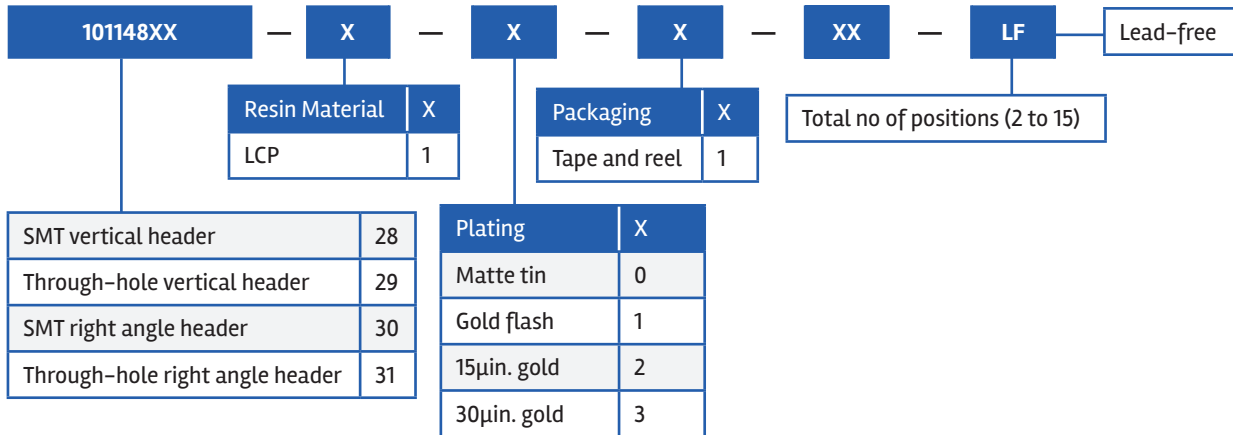 101148XX — X — X — X — XX — LF Lead-free
Resin Material X
LCP 1
Packaging X
Tape and reel 1
Total no of positions (2 to 15)
SMT vertical header 28
Through-hole vertical header 29
SMT right angle header 30
Through-hole right angle header 31
Plating X
Matte tin 0
Gold flash 1
15µin. gold 2
30µin. gold 3